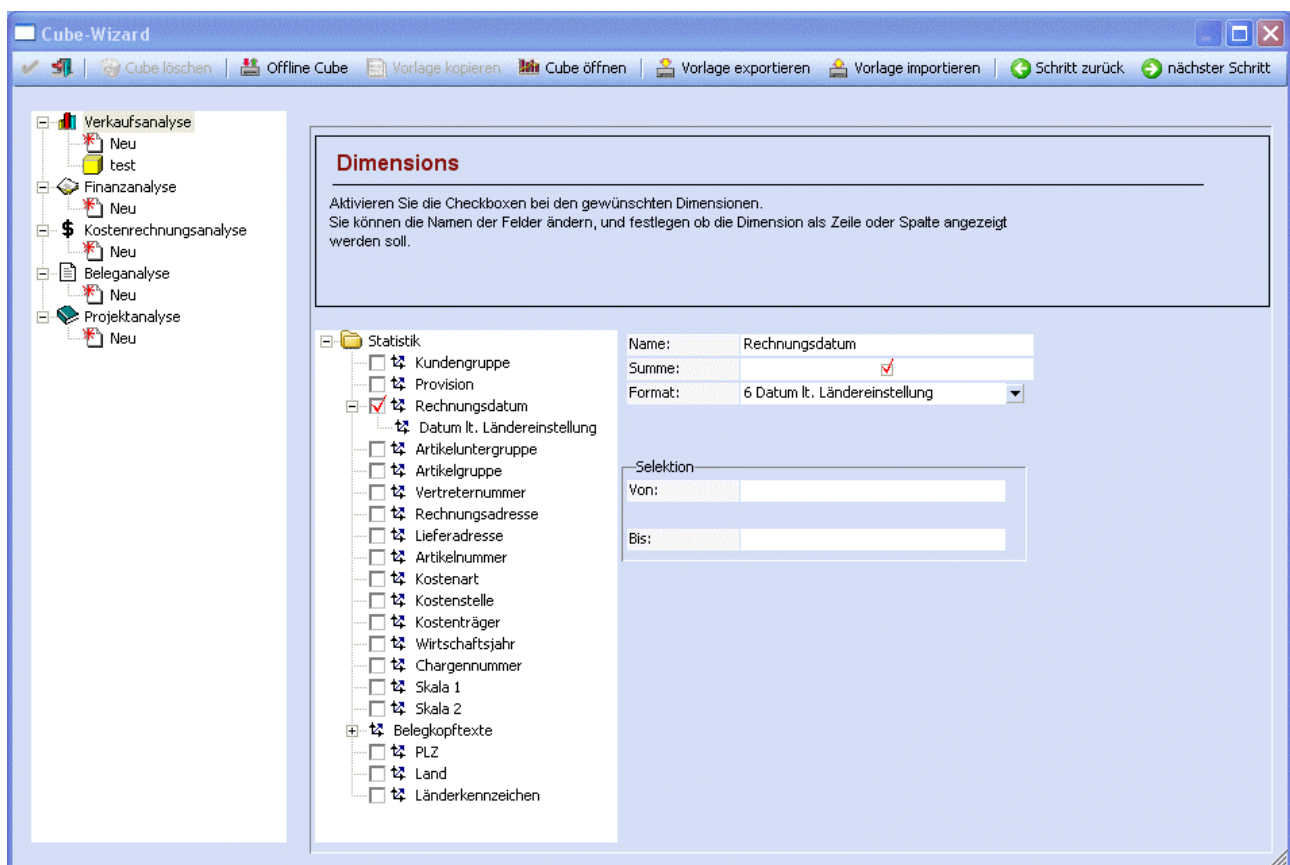 Cube-Wizard
Cube löschen Offline Cube Vorlage kopieren Cube öffnen Vorlage exportieren Vorlage importieren Schritt zurück nächster Schritt
Verkaufsanalyse
Neu
test
Finanzanalyse
Neu
Kostenrechnungsanalyse
Neu
Beleganalyse
Neu
Projektanalyse
Neu
Dimensions
Aktivieren Sie die Checkboxen bei den gewünschten Dimensionen.
Sie können die Namen der Felder ändern, und festlegen ob die Dimension als Zeile oder Spalte angezeigt
werden soll.
Statistik
Kundengruppe
Provision
Rechnungsdatum
Datum lt. Ländereinstellung
Artikeluntergruppe
Artikelgruppe
Vertreternummer
Rechnungsadresse
Lieferadresse
Artikelnummer
Kostenart
Kostenstelle
Kostenträger
Wirtschaftsjahr
Chargennummer
Skala 1
Skala 2
Belegkopftexte
PLZ
Land
Länderkennzeichen
Name: Rechnungsdatum
Summe:
Format: 6 Datum lt. Ländereinstellung
Selektion
Von:
Bis: